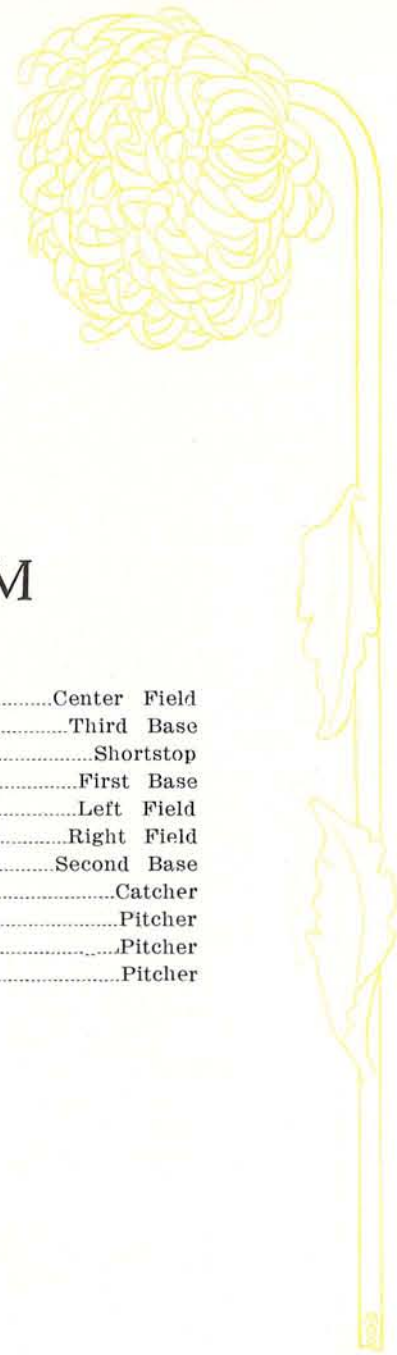 M
........Center Field
........Third Base
........Shortstop
........First Base
........Left Field
........Right Field
........Second Base
........Catcher
........Pitcher
........Pitcher
........Pitcher